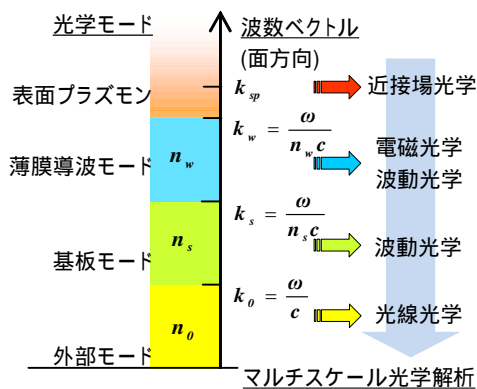 光学モード
波数ベクトル
(面方向)
表面プラズモン
k_sp
近接場光学
薄膜導波モード
n_w
k_w = ω / n_w c
電磁光学
波動光学
基板モード
n_s
k_s = ω / n_s c
波動光学
外部モード
n_0
k_0 = ω / c
光線光学
マルチスケール光学解析